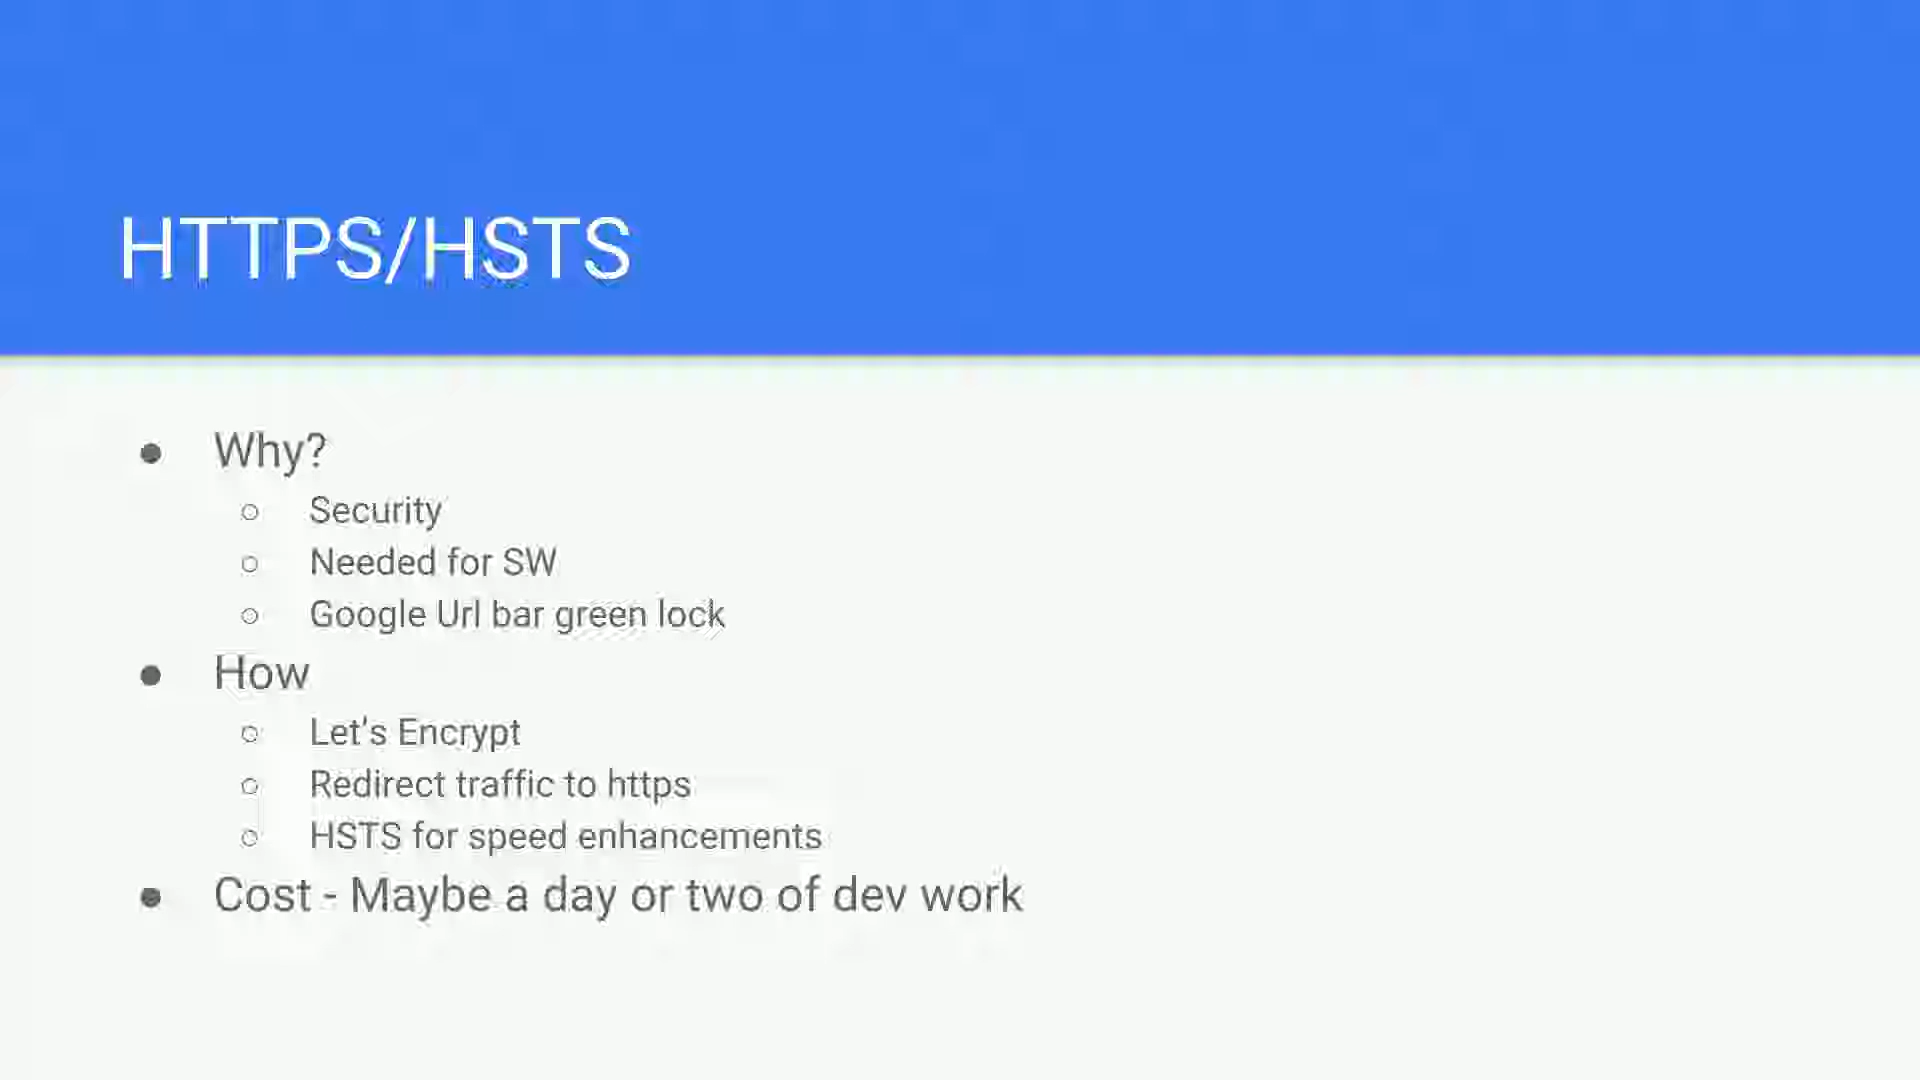 HTTPS/HSTS
● Why?
○ Security
○ Needed for SW
○ Google Url bar green lock
● How
○ Let's Encrypt
○ Redirect traffic to https
○ HSTS for speed enhancements
● Cost - Maybe a day or two of dev work